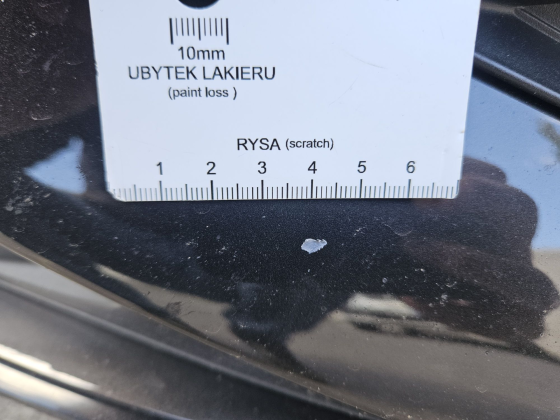 10mm
UBYTEK LAKIERU
(paint loss )
RYSA (scratch)
1 2 3 4 5 6